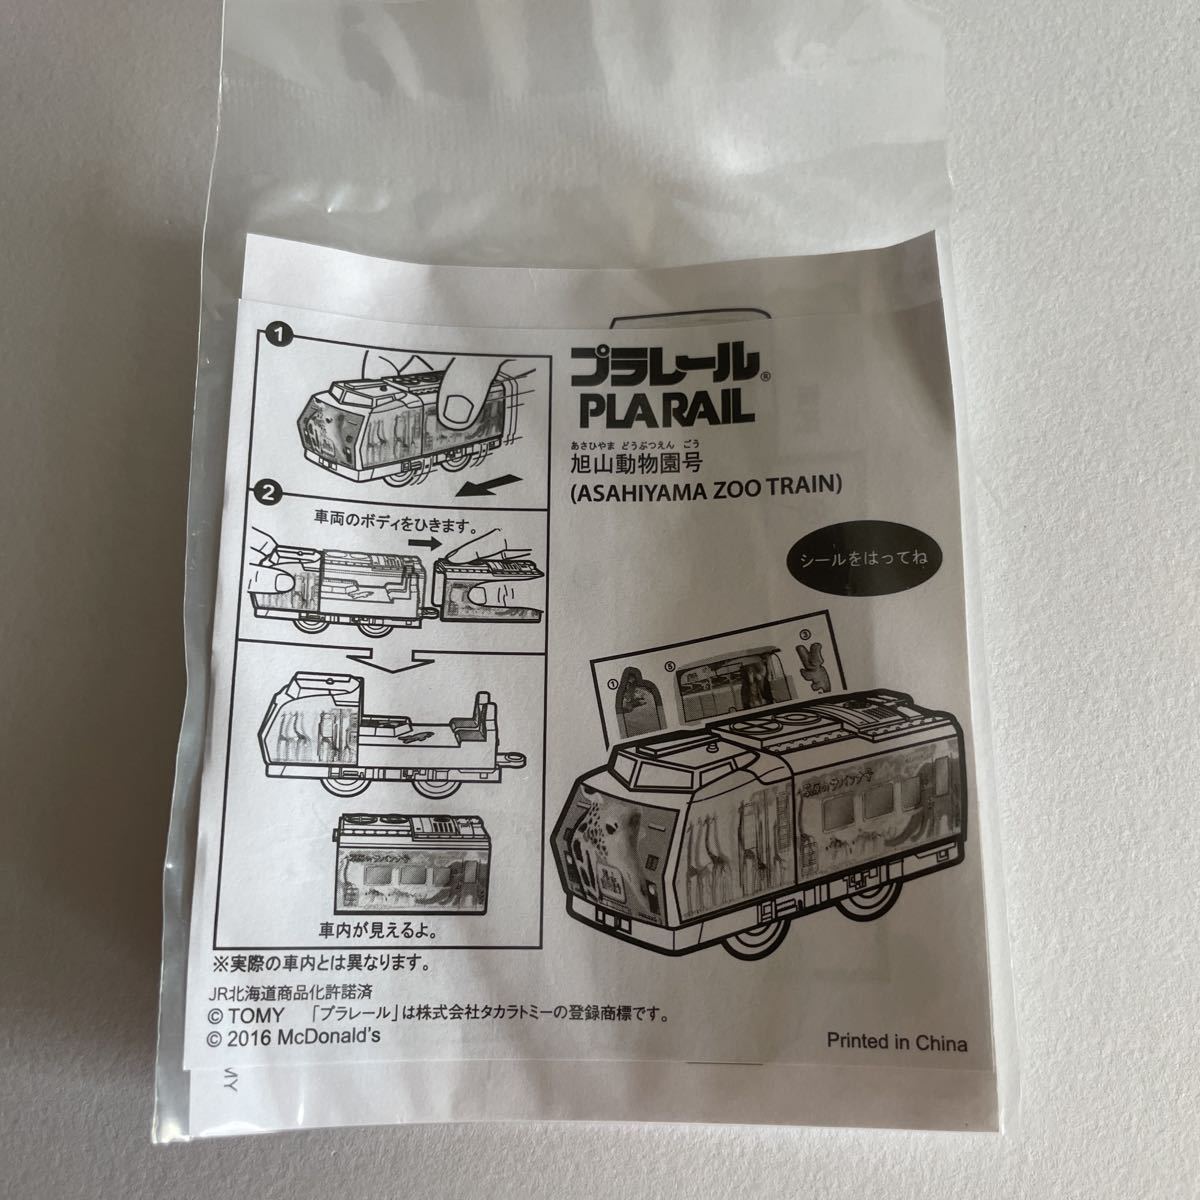 1
プラレール®
PLARAIL
あさひやま どうぶつえん ごう
旭山動物園号
(ASAHIYAMA ZOO TRAIN)
2
車両のボディをひきます。
シールをはってね
① ⑤ ③
車内が見えるよ。
※実際の車内とは異なります。
JR北海道商品化許諾済
© TOMY 「プラレール」は株式会社タカラトミーの登録商標です。
© 2016 McDonald's
Printed in China